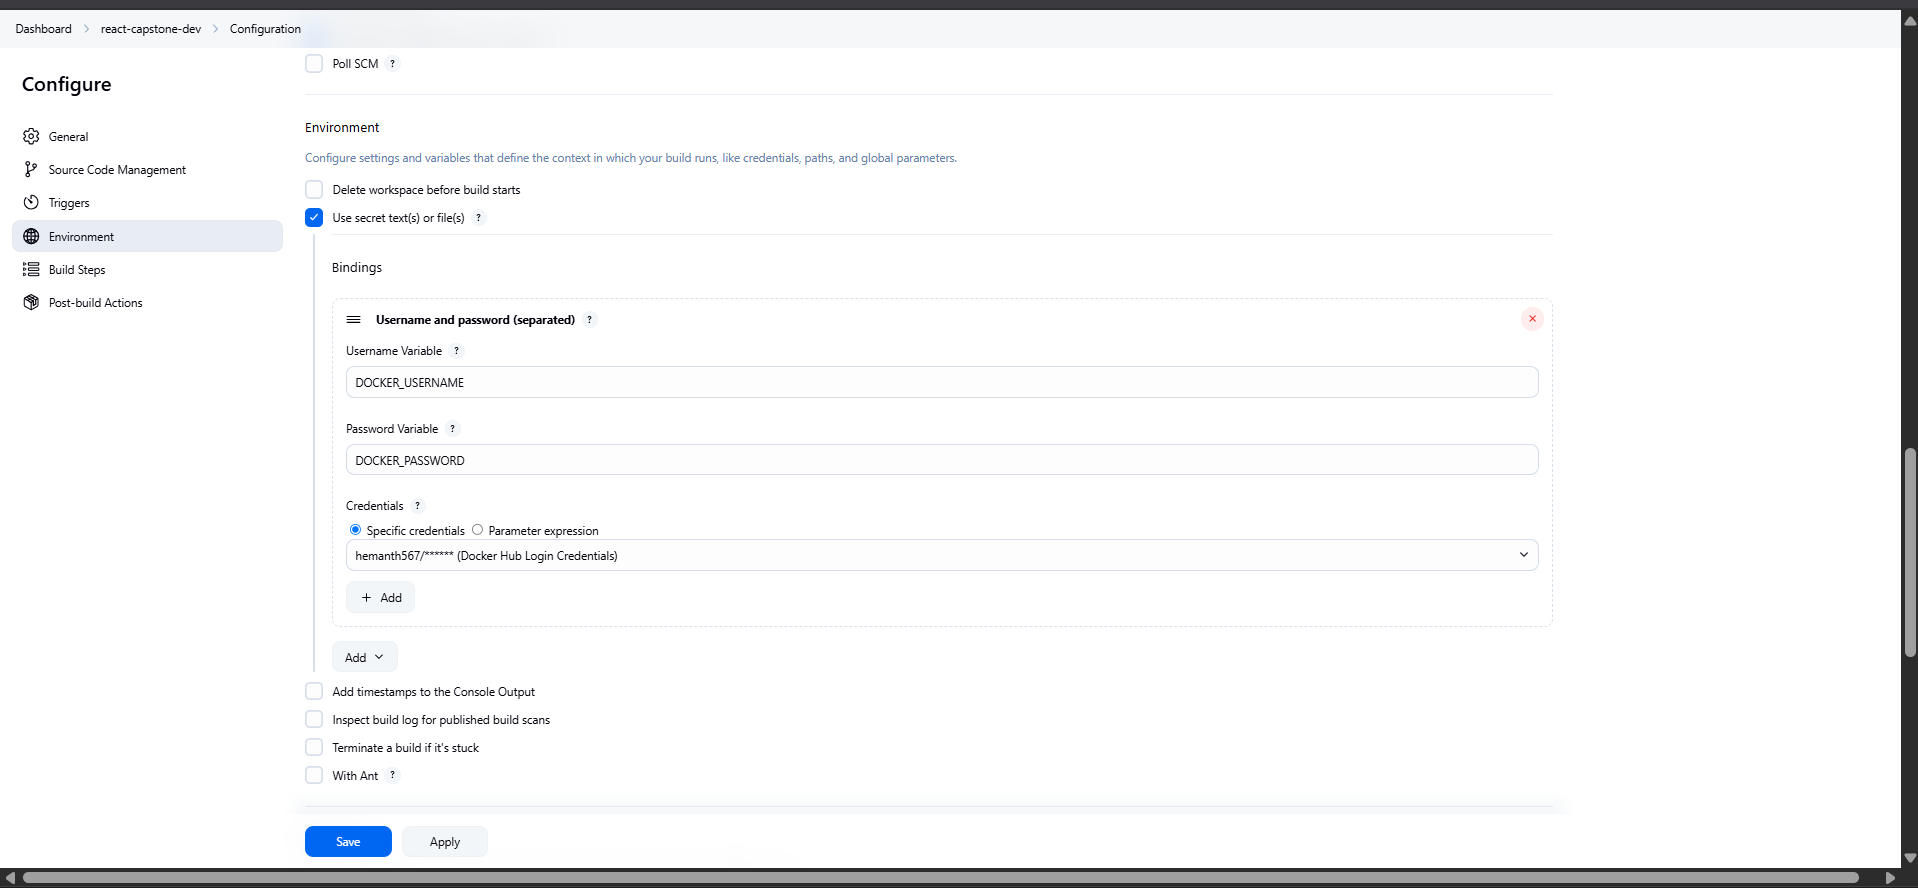 Dashboard > react-capstone-dev > Configuration
Configure
General
Source Code Management
Triggers
Environment
Build Steps
Post-build Actions
Poll SCM ?
Environment
Configure settings and variables that define the context in which your build runs, like credentials, paths, and global parameters.
Delete workspace before build starts
Use secret text(s) or file(s) ?
Bindings
Username and password (separated) ?
Username Variable ?
DOCKER_USERNAME
Password Variable ?
DOCKER_PASSWORD
Credentials ?
Specific credentials Parameter expression
hemanth567/****** (Docker Hub Login Credentials)
+ Add
Add
Add timestamps to the Console Output
Inspect build log for published build scans
Terminate a build if it's stuck
With Ant ?
Save Apply